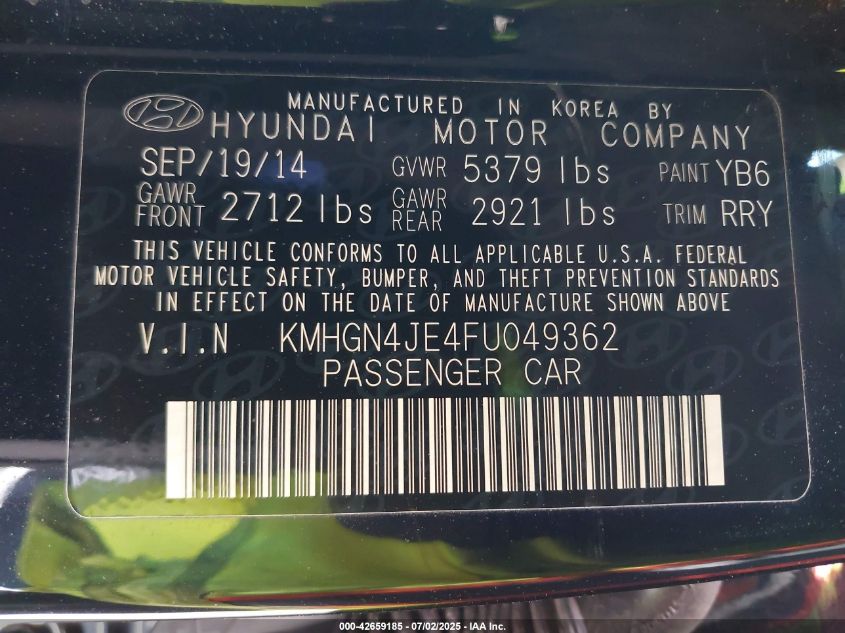 MANUFACTURED IN KOREA BY
HYUNDAI MOTOR COMPANY
SEP/19/14 GVWR 5379 lbs PAINT YB6
GAWR FRONT 2712 lbs GAWR REAR 2921 lbs TRIM RRY
THIS VEHICLE CONFORMS TO ALL APPLICABLE U.S.A. FEDERAL
MOTOR VEHICLE SAFETY, BUMPER, AND THEFT PREVENTION STANDARDS
IN EFFECT ON THE DATE OF MANUFACTURE SHOWN ABOVE
V.I.N KMHGN4JE4FU049362
PASSENGER CAR
000-42659185 - 07/02/2025 - IAA Inc.